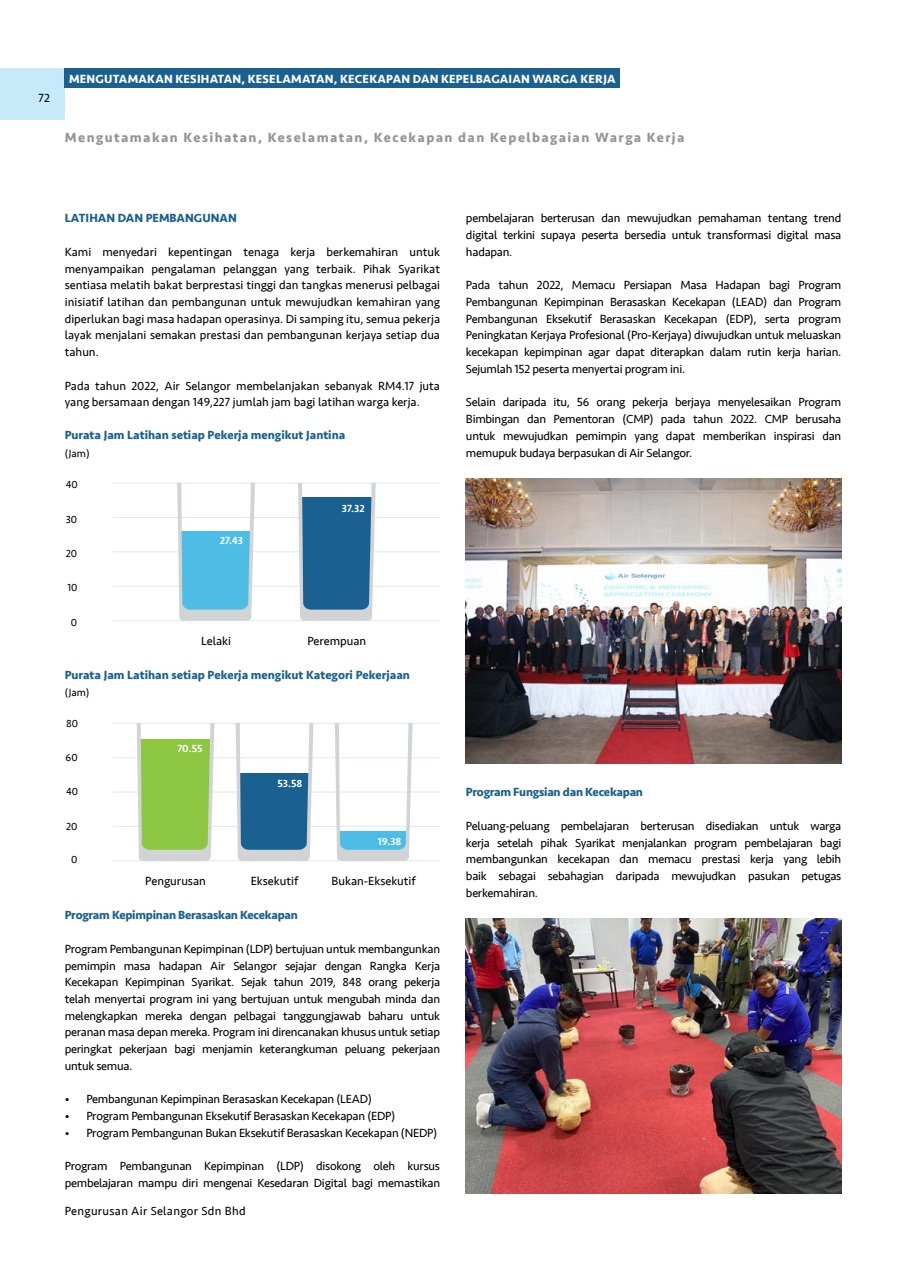 MENGUTAMAKAN KESIHATAN, KESELAMATAN, KECEKAPAN DAN KEPELBAGAIAN WARGA KERJA
72
Mengutamakan Kesihatan, Keselamatan, Kecekapan dan Kepelbagaian Warga Kerja
LATIHAN DAN PEMBANGUNAN
Kami menyedari kepentingan tenaga kerja berkemahiran untuk
menyampaikan pengalaman pelanggan yang terbaik. Pihak Syarikat
sentiasa melatih bakat berprestasi tinggi dan tangkas menerusi pelbagai
inisiatif latihan dan pembangunan untuk mewujudkan kemahiran yang
diperlukan bagi masa hadapan operasinya. Di samping itu, semua pekerja
layak menjalani semakan prestasi dan pembangunan kerjaya setiap dua
tahun.
Pada tahun 2022, Air Selangor membelanjakan sebanyak RM4.17 juta
yang bersamaan dengan 149,227 jumlah jam bagi latihan warga kerja.
Purata Jam Latihan setiap Pekerja mengikut Jantina
(Jam)
40
30
20
10
0
27.43
37.32
Lelaki
Perempuan
Purata Jam Latihan setiap Pekerja mengikut Kategori Pekerjaan
(Jam)
80
60
40
20
0
70.55
53.58
19.38
Pengurusan
Eksekutif
Bukan-Eksekutif
Program Kepimpinan Berasaskan Kecekapan
Program Pembangunan Kepimpinan (LDP) bertujuan untuk membangunkan
pemimpin masa hadapan Air Selangor sejajar dengan Rangka Kerja
Kecekapan Kepimpinan Syarikat. Sejak tahun 2019, 848 orang pekerja
telah menyertai program ini yang bertujuan untuk mengubah minda dan
melengkapkan mereka dengan pelbagai tanggungjawab baharu untuk
peranan masa depan mereka. Program ini direncanakan khusus untuk setiap
peringkat pekerjaan bagi menjamin keterangkuman peluang pekerjaan
untuk semua.
• Pembangunan Kepimpinan Berasaskan Kecekapan (LEAD)
• Program Pembangunan Eksekutif Berasaskan Kecekapan (EDP)
• Program Pembangunan Bukan Eksekutif Berasaskan Kecekapan (NEDP)
Program Pembangunan Kepimpinan (LDP) disokong oleh kursus
pembelajaran mampu diri mengenai Kesedaran Digital bagi memastikan
pembelajaran berterusan dan mewujudkan pemahaman tentang trend
digital terkini supaya peserta bersedia untuk transformasi digital masa
hadapan.
Pada tahun 2022, Memacu Persiapan Masa Hadapan bagi Program
Pembangunan Kepimpinan Berasaskan Kecekapan (LEAD) dan Program
Pembangunan Eksekutif Berasaskan Kecekapan (EDP), serta program
Peningkatan Kerjaya Profesional (Pro-Kerjaya) diwujudkan untuk meluaskan
kecekapan kepimpinan agar dapat diterapkan dalam rutin kerja harian.
Sejumlah 152 peserta menyertai program ini.
Selain daripada itu, 56 orang pekerja berjaya menyelesaikan Program
Bimbingan dan Pementoran (CMP) pada tahun 2022. CMP berusaha
untuk mewujudkan pemimpin yang dapat memberikan inspirasi dan
memupuk budaya berpasukan di Air Selangor.
Air Selangor
COACHING & MENTORING
APPRECIATION CEREMONY
Program Fungsian dan Kecekapan
Peluang-peluang pembelajaran berterusan disediakan untuk warga
kerja setelah pihak Syarikat menjalankan program pembelajaran bagi
membangunkan kecekapan dan memacu prestasi kerja yang lebih
baik sebagai sebahagian daripada mewujudkan pasukan petugas
berkemahiran.
Pengurusan Air Selangor Sdn Bhd